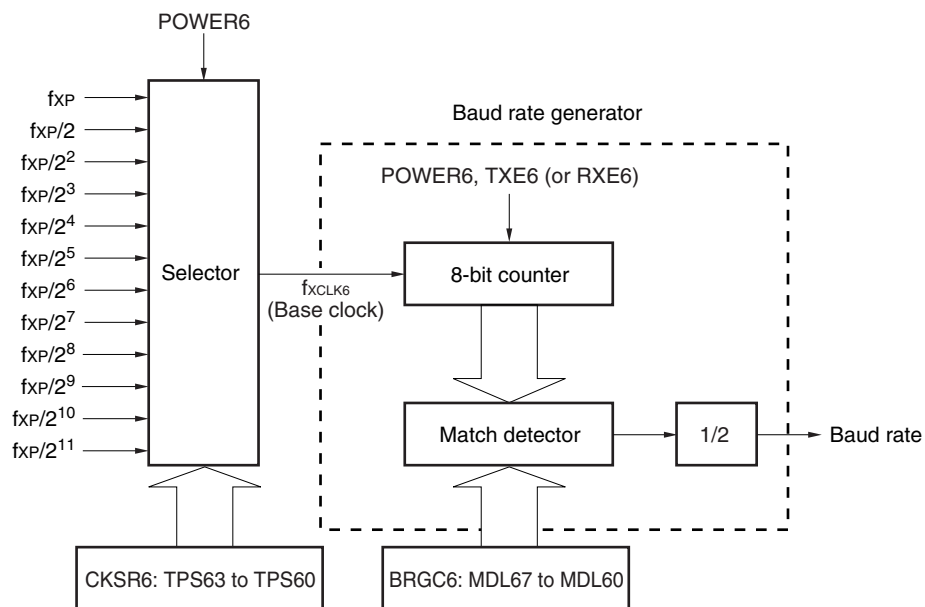 POWER6
fXP
fXP/2
fXP/2²
fXP/2³
fXP/2⁴
fXP/2⁵
fXP/2⁶
fXP/2⁷
fXP/2⁸
fXP/2⁹
fXP/2¹⁰
fXP/2¹¹
Selector
CKSR6: TPS63 to TPS60
fXCLK6
(Base clock)
Baud rate generator
POWER6, TXE6 (or RXE6)
8-bit counter
Match detector
1/2
Baud rate
BRGC6: MDL67 to MDL60